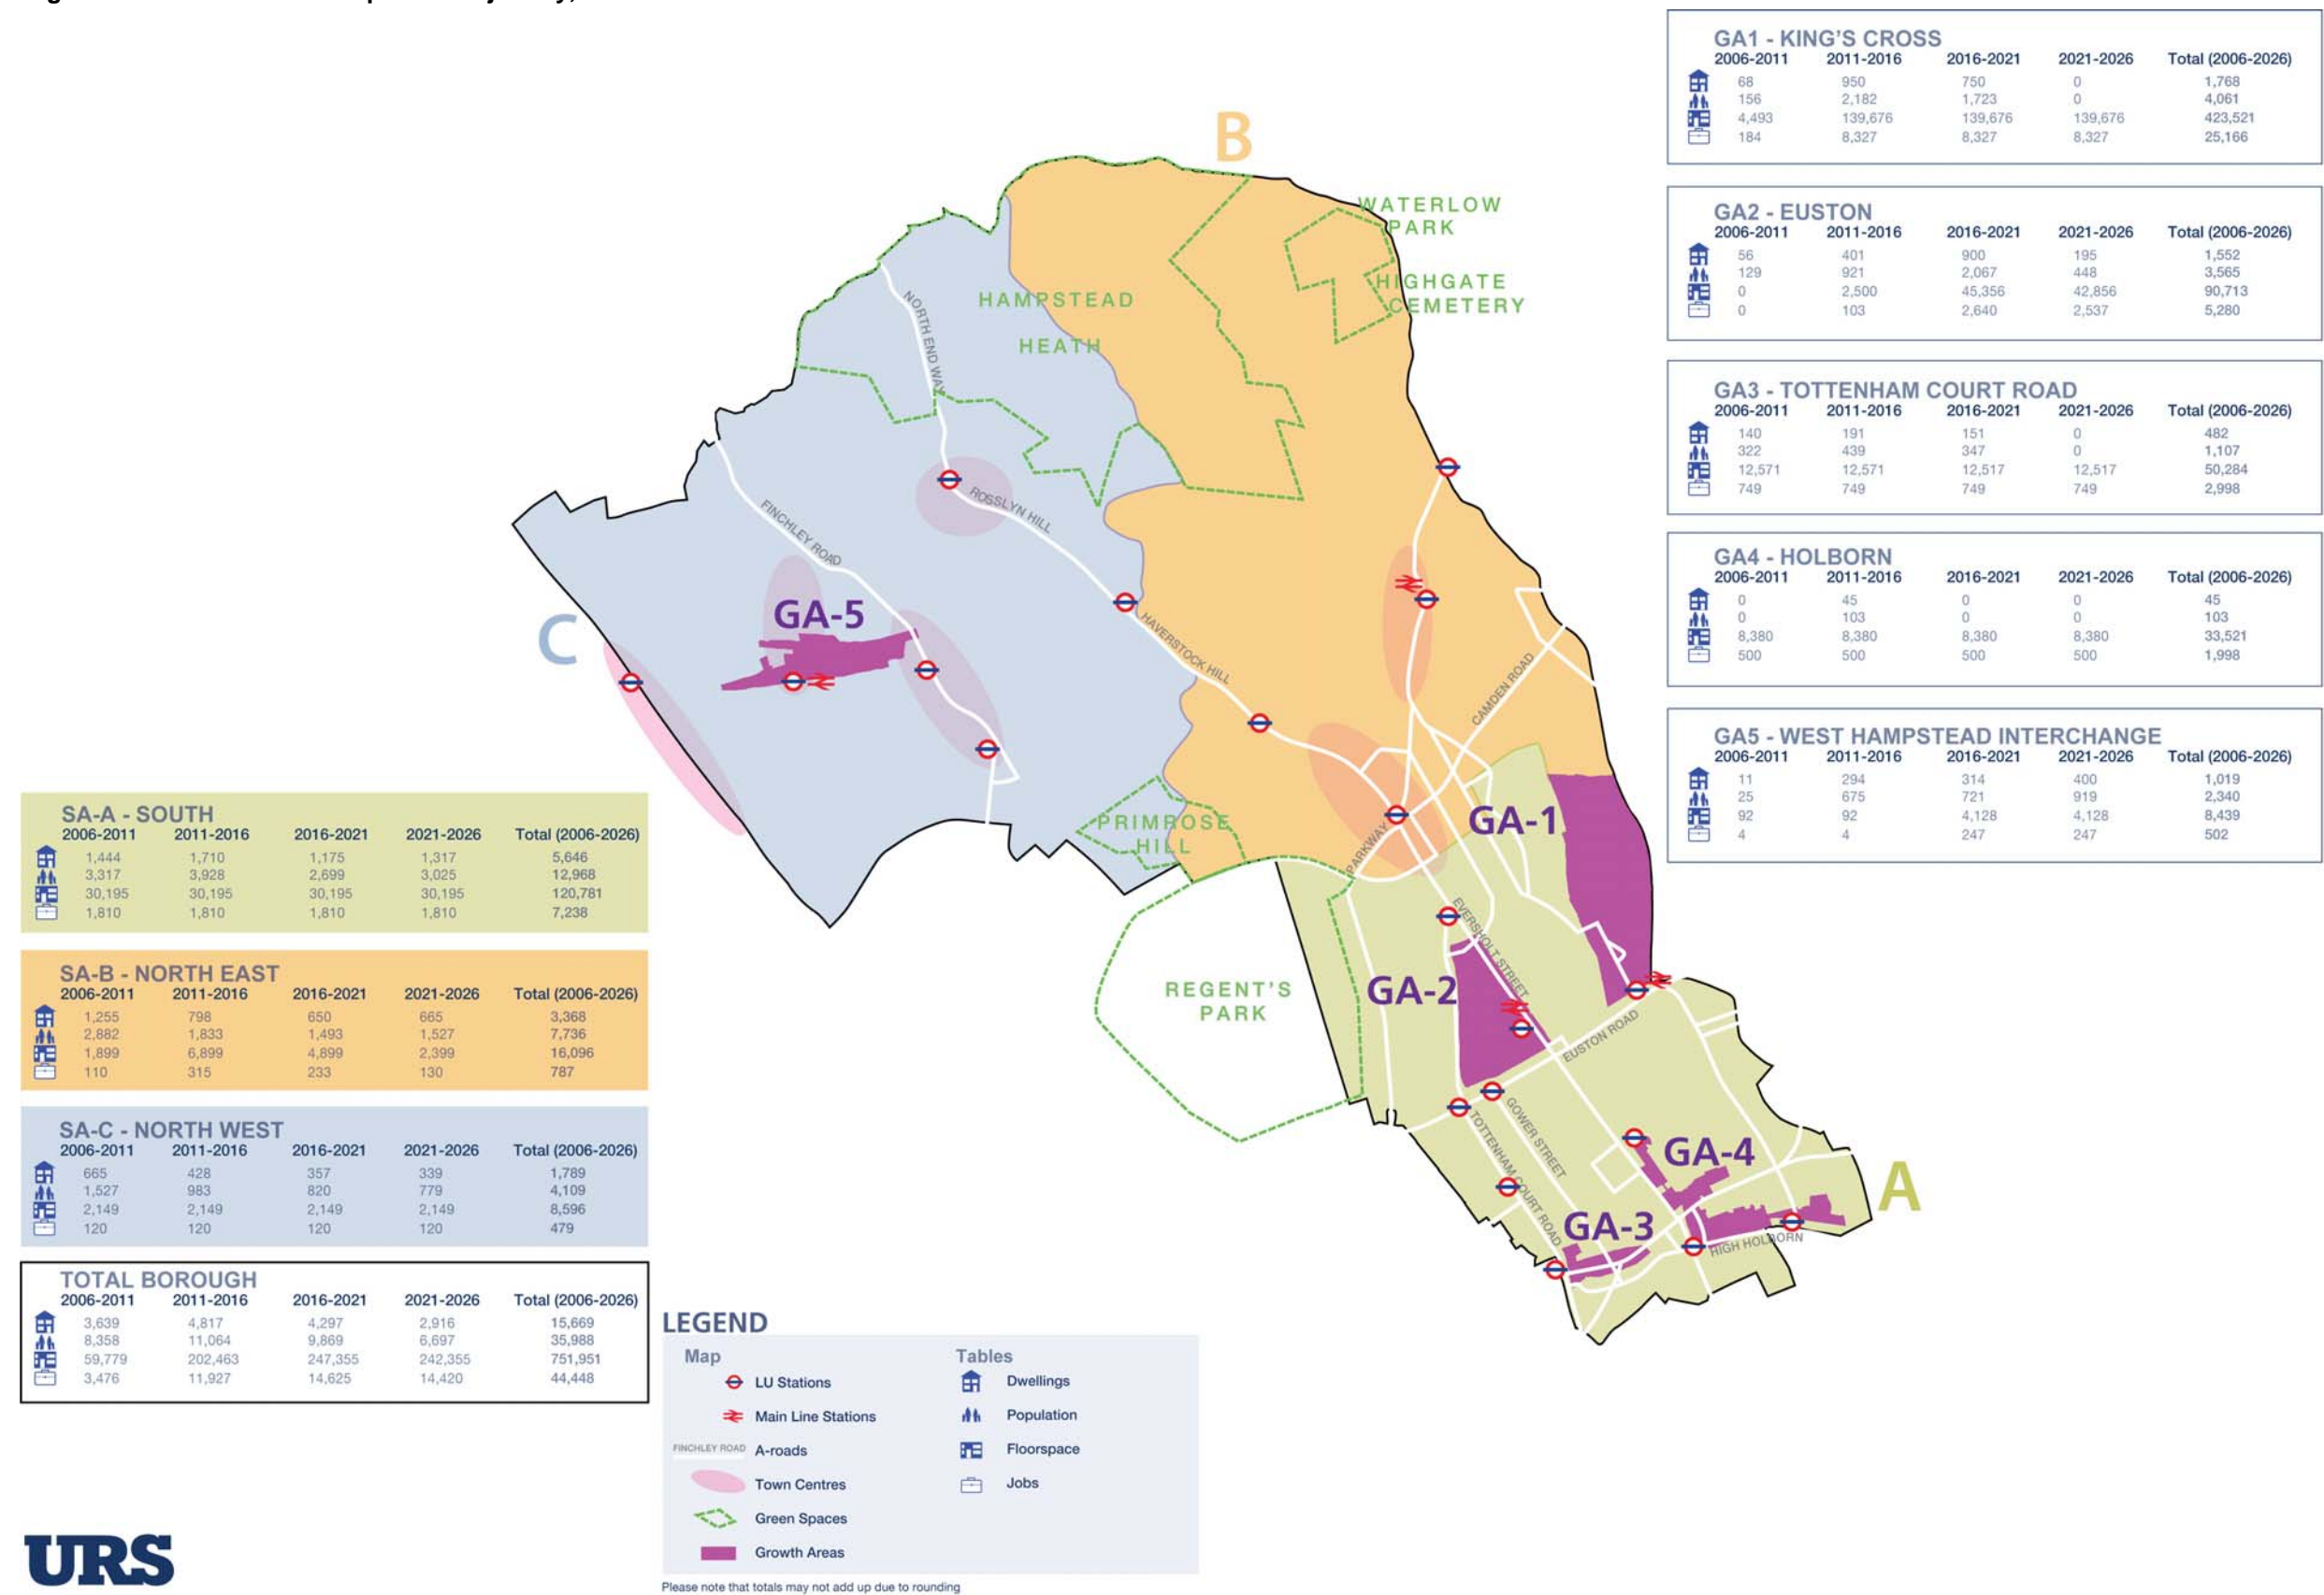 GA1 - KING'S CROSS
2006-2011 2011-2016 2016-2021 2021-2026 Total (2006-2026)
68 950 750 0 1,768
156 2,182 1,723 0 4,061
4,493 139,676 139,676 139,676 423,521
184 8,327 8,327 8,327 25,166
GA2 - EUSTON
2006-2011 2011-2016 2016-2021 2021-2026 Total (2006-2026)
56 401 900 195 1,552
129 921 2,067 448 3,565
0 2,500 45,356 42,856 90,713
0 103 2,640 2,537 5,280
GA3 - TOTTENHAM COURT ROAD
2006-2011 2011-2016 2016-2021 2021-2026 Total (2006-2026)
140 191 151 0 482
322 439 347 0 1,107
12,571 12,571 12,517 12,517 50,284
749 749 749 749 2,998
GA4 - HOLBORN
2006-2011 2011-2016 2016-2021 2021-2026 Total (2006-2026)
0 45 0 0 45
0 103 0 0 103
8,380 8,380 8,380 8,380 33,521
500 500 500 500 1,998
GA5 - WEST HAMPSTEAD INTERCHANGE
2006-2011 2011-2016 2016-2021 2021-2026 Total (2006-2026)
11 294 314 400 1,019
25 675 721 919 2,340
92 92 4,128 4,128 8,439
4 4 247 247 502
B
WATERLOW
PARK
HIGHGATE
CEMETERY
HAMPSTEAD
HEATH
NORTH END WAY
ROSSLYN HILL
FINCHLEY ROAD
GA-5
C
HAVERSTOCK HILL
CAMDEN ROAD
PRIMROSE
HILL
PARKWAY
GA-1
EVERSHOLT STREET
REGENT'S
PARK
GA-2
EUSTON ROAD
GOWER STREET
TOTTENHAM COURT ROAD
GA-4
A
GA-3
HIGH HOLBORN
SA-A - SOUTH
2006-2011 2011-2016 2016-2021 2021-2026 Total (2006-2026)
1,444 1,710 1,175 1,317 5,646
3,317 3,928 2,699 3,025 12,968
30,195 30,195 30,195 30,195 120,781
1,810 1,810 1,810 1,810 7,238
SA-B - NORTH EAST
2006-2011 2011-2016 2016-2021 2021-2026 Total (2006-2026)
1,255 798 650 665 3,368
2,882 1,833 1,493 1,527 7,736
1,899 6,899 4,899 2,399 16,096
110 315 233 130 787
SA-C - NORTH WEST
2006-2011 2011-2016 2016-2021 2021-2026 Total (2006-2026)
665 428 357 339 1,789
1,527 983 820 779 4,109
2,149 2,149 2,149 2,149 8,596
120 120 120 120 479
TOTAL BOROUGH
2006-2011 2011-2016 2016-2021 2021-2026 Total (2006-2026)
3,639 4,817 4,297 2,916 15,669
8,358 11,064 9,869 6,697 35,988
59,779 202,463 247,355 242,355 751,951
3,476 11,927 14,625 14,420 44,448
LEGEND
Map Tables
LU Stations Dwellings
Main Line Stations Population
FINCHLEY ROAD A-roads Floorspace
Town Centres Jobs
Green Spaces
Growth Areas
Please note that totals may not add up due to rounding
URS